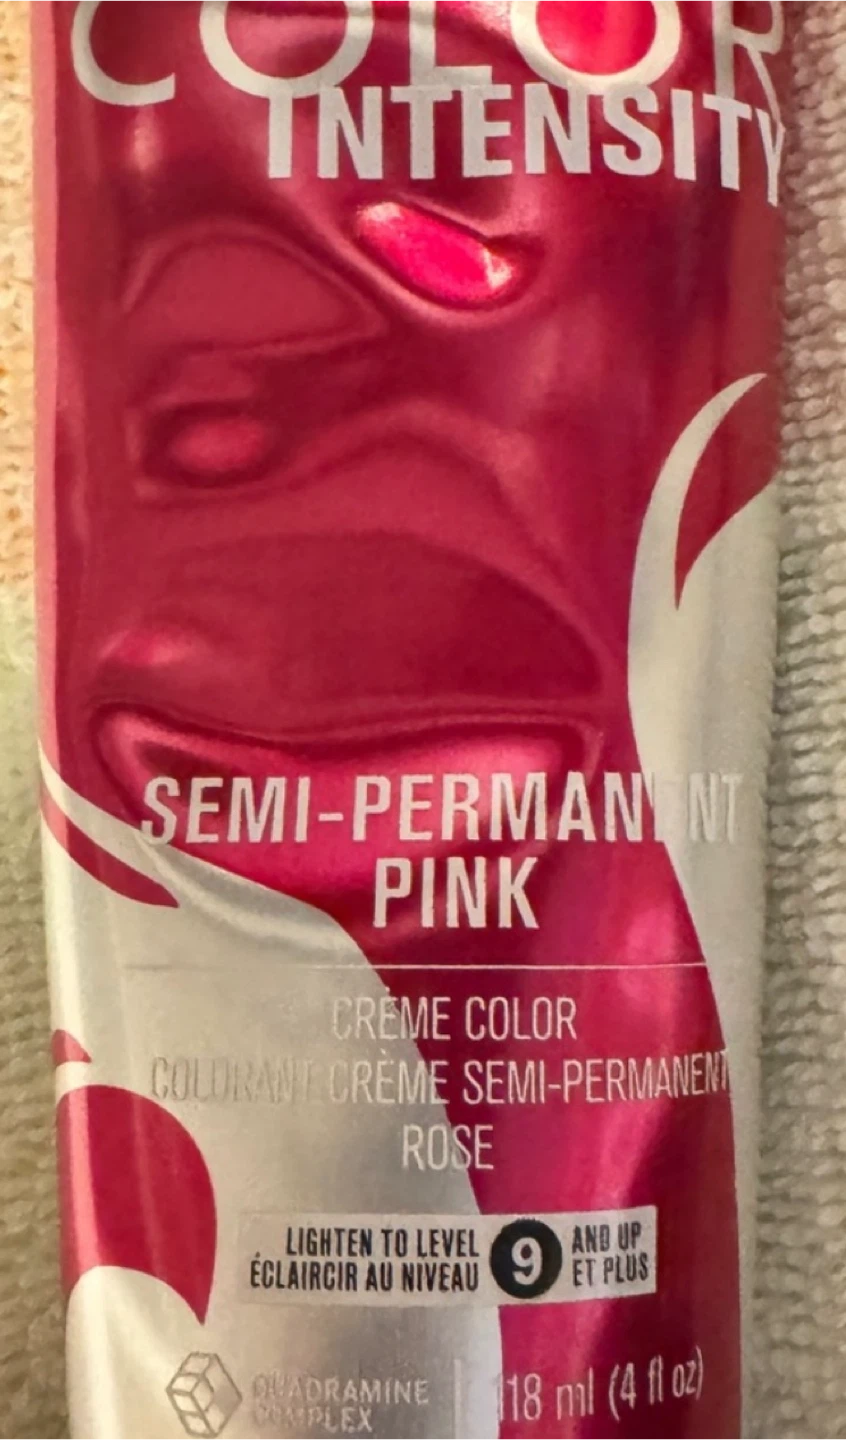 COLOR
INTENSITY
SEMI-PERMANENT
PINK
CRÈME COLOR
COLORANT CRÈME SEMI-PERMANENT
ROSE
LIGHTEN TO LEVEL 9 AND UP
ÉCLAIRCIR AU NIVEAU ET PLUS
QUADRAMINE
COMPLEX
118 ml (4 fl oz)